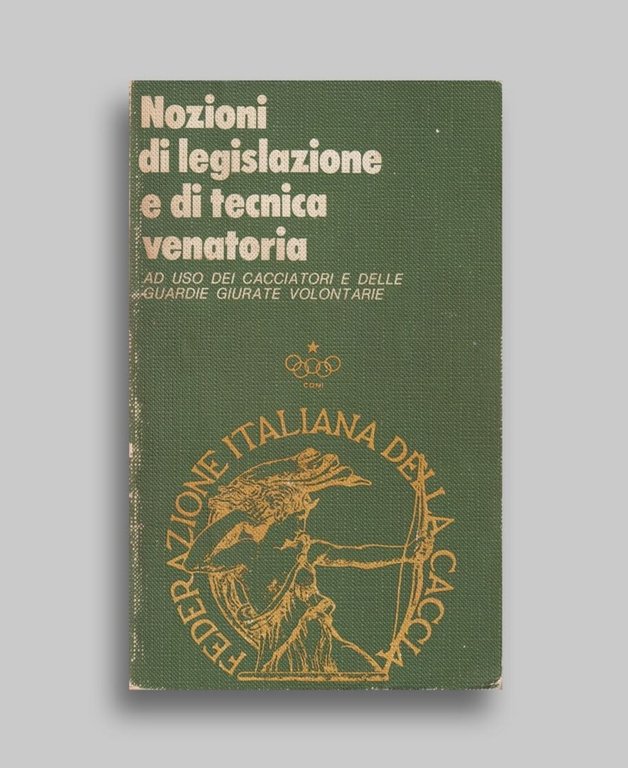 Nozioni
di legislazione
e di tecnica
venatoria
AD USO DEI CACCIATORI E DELLE
GUARDIE GIURATE VOLONTARIE
CONI
FEDERAZIONE ITALIANA DELLA CACCIA